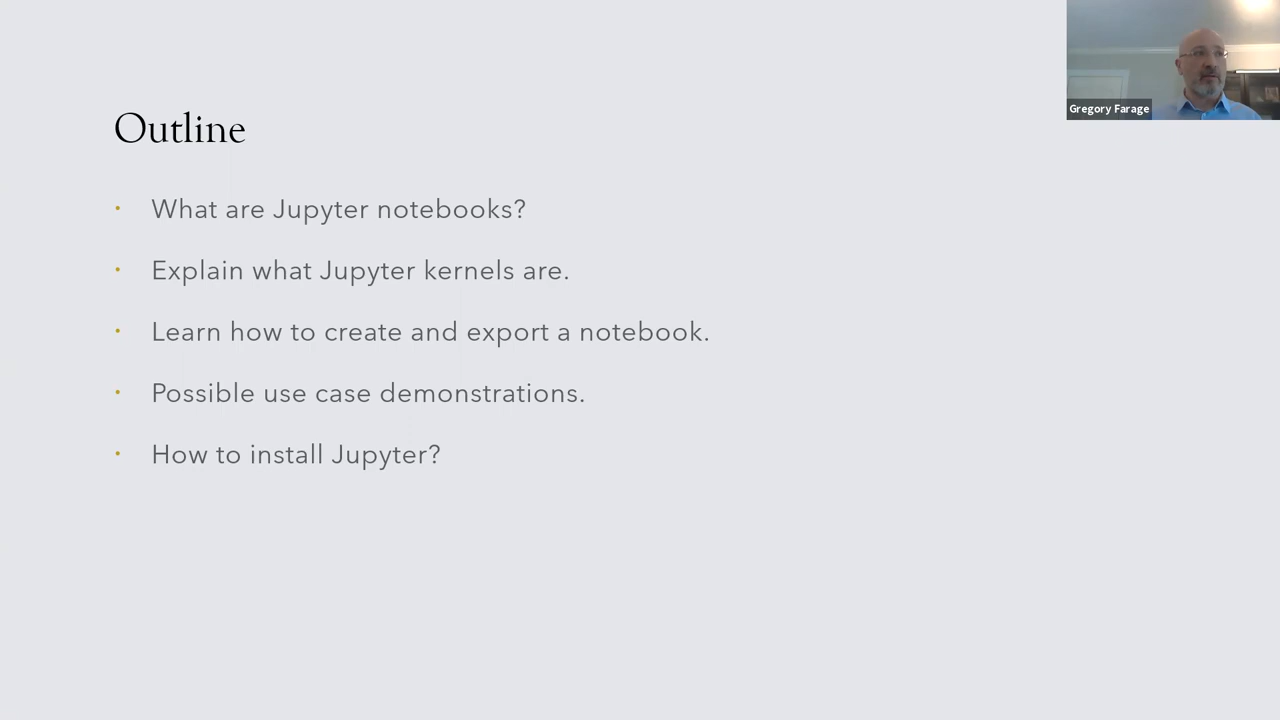 Outline
• What are Jupyter notebooks?
• Explain what Jupyter kernels are.
• Learn how to create and export a notebook.
• Possible use case demonstrations.
• How to install Jupyter?
Gregory Farage